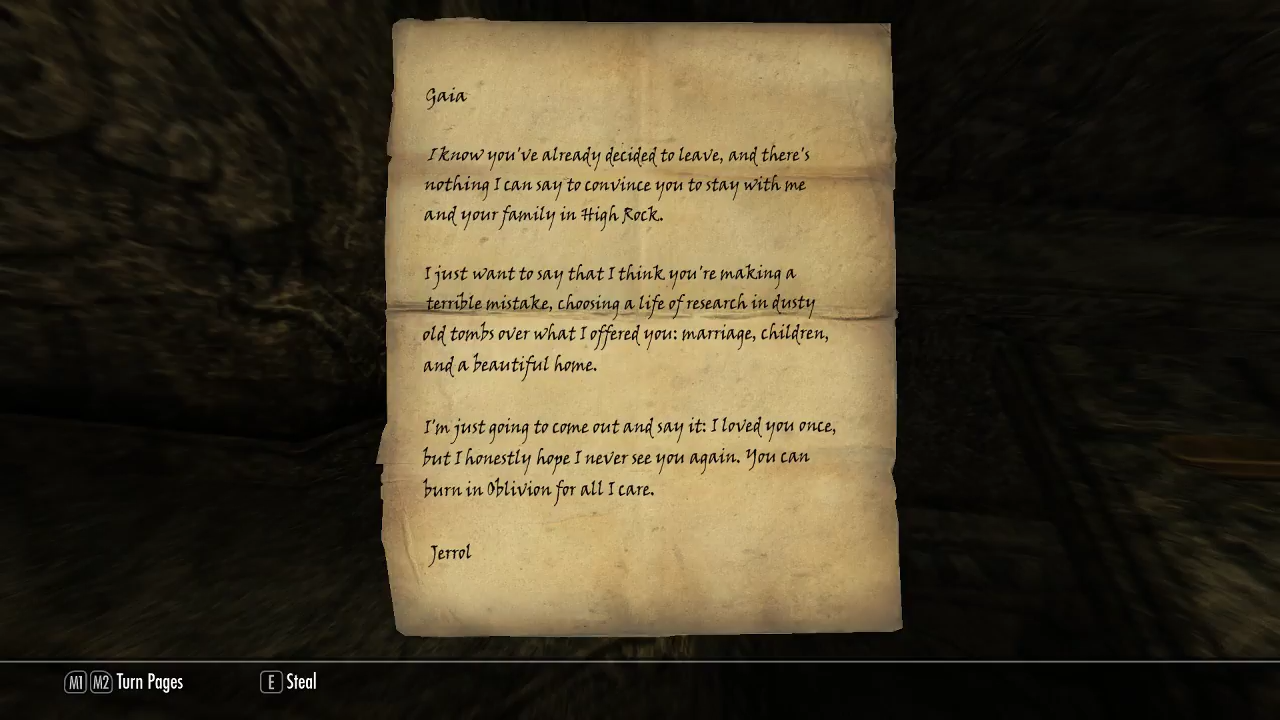 Gaia
I know you've already decided to leave, and there's
nothing I can say to convince you to stay with me
and your family in High Rock.
I just want to say that I think you're making a
terrible mistake, choosing a life of research in dusty
old tombs over what I offered you: marriage, children,
and a beautiful home.
I'm just going to come out and say it: I loved you once,
but I honestly hope I never see you again. You can
burn in Oblivion for all I care.
Jerrol
M1 M2 Turn Pages E Steal